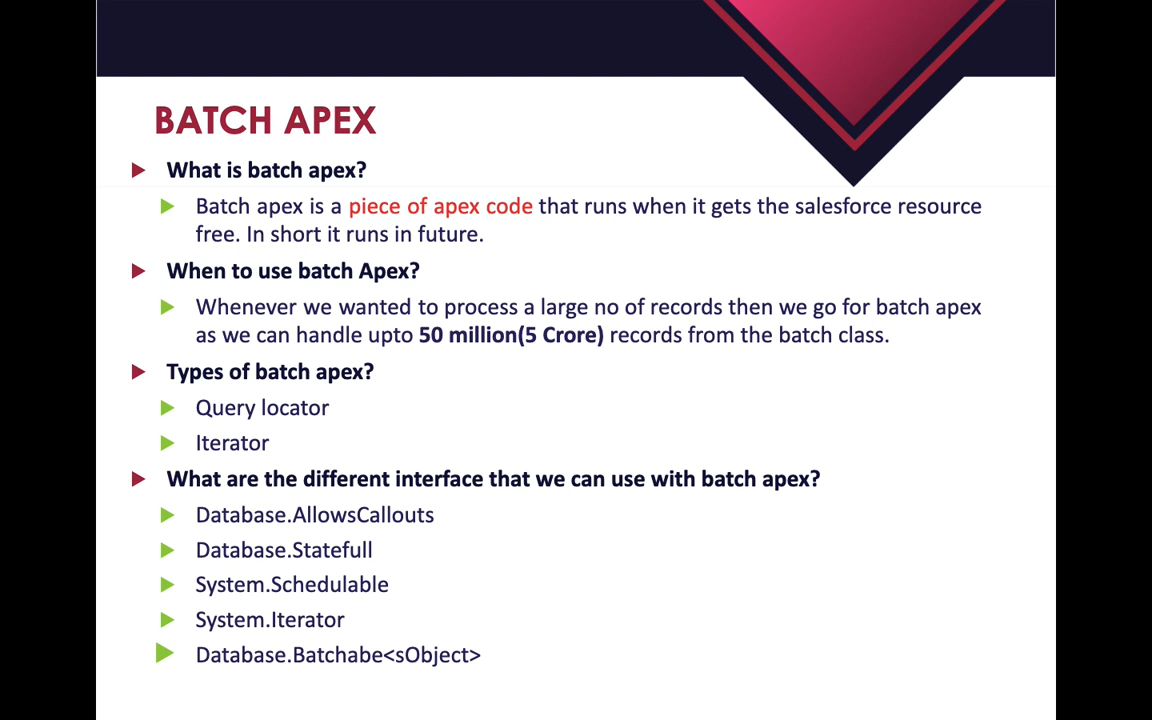 BATCH APEX
What is batch apex?
Batch apex is a piece of apex code that runs when it gets the salesforce resource
free. In short it runs in future.
When to use batch Apex?
Whenever we wanted to process a large no of records then we go for batch apex
as we can handle upto 50 million(5 Crore) records from the batch class.
Types of batch apex?
Query locator
Iterator
What are the different interface that we can use with batch apex?
Database.AllowsCallouts
Database.Statefull
System.Schedulable
System.Iterator
Database.Batchabe<sObject>